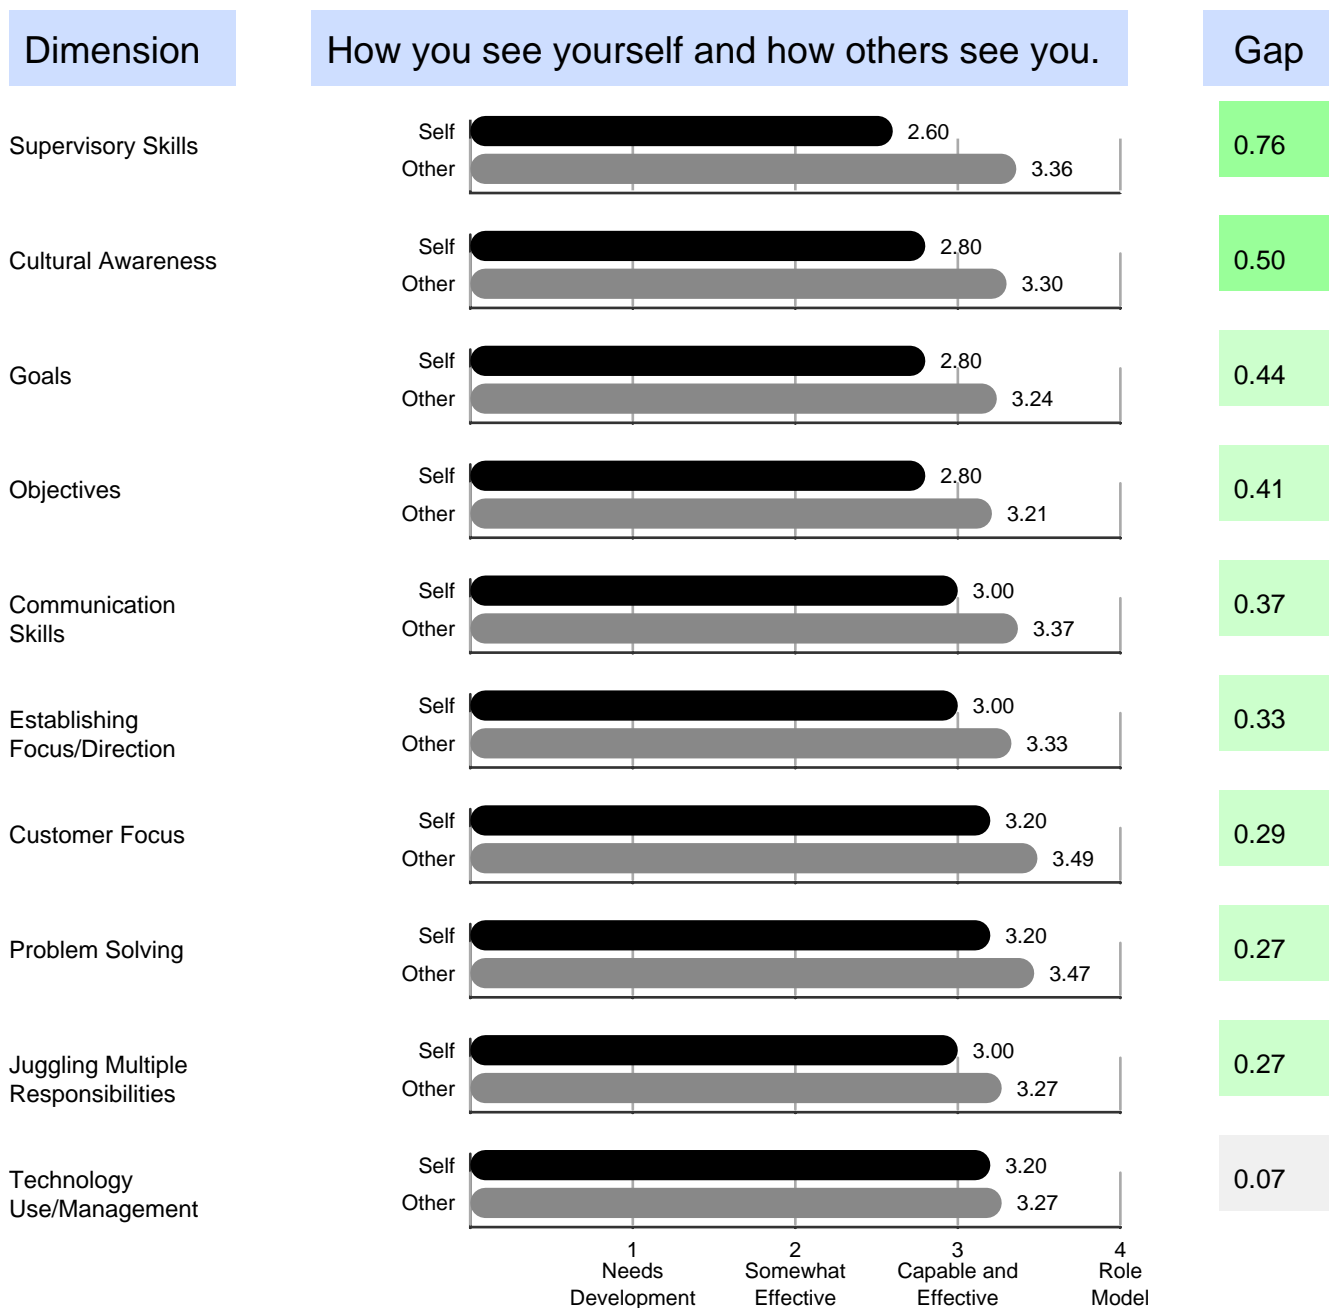 Dimension
How you see yourself and how others see you.
Gap
Supervisory Skills
Self
2.60
Other
3.36
0.76
Cultural Awareness
Self
2.80
Other
3.30
0.50
Goals
Self
2.80
Other
3.24
0.44
Objectives
Self
2.80
Other
3.21
0.41
Communication
Skills
Self
3.00
Other
3.37
0.37
Establishing
Focus/Direction
Self
3.00
Other
3.33
0.33
Customer Focus
Self
3.20
Other
3.49
0.29
Problem Solving
Self
3.20
Other
3.47
0.27
Juggling Multiple
Responsibilities
Self
3.00
Other
3.27
0.27
Technology
Use/Management
Self
3.20
Other
3.27
0.07
1
Needs
Development
2
Somewhat
Effective
3
Capable and
Effective
4
Role
Model